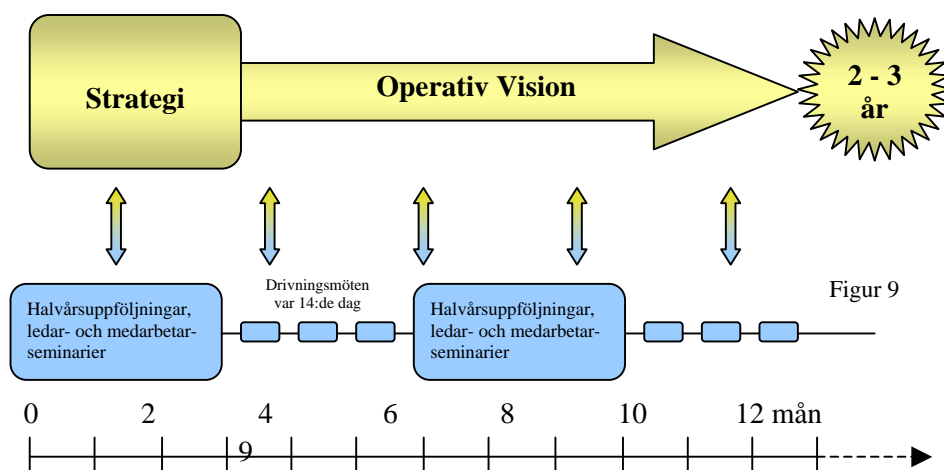 Strategi
Operativ Vision
2 - 3
år
Drivningsmöten
var 14:de dag
Figur 9
Halvårsuppföljningar,
ledar- och medarbetar-
seminarier
Halvårsuppföljningar,
ledar- och medarbetar-
seminarier
0 2 4 6 8 10 12 mån
9